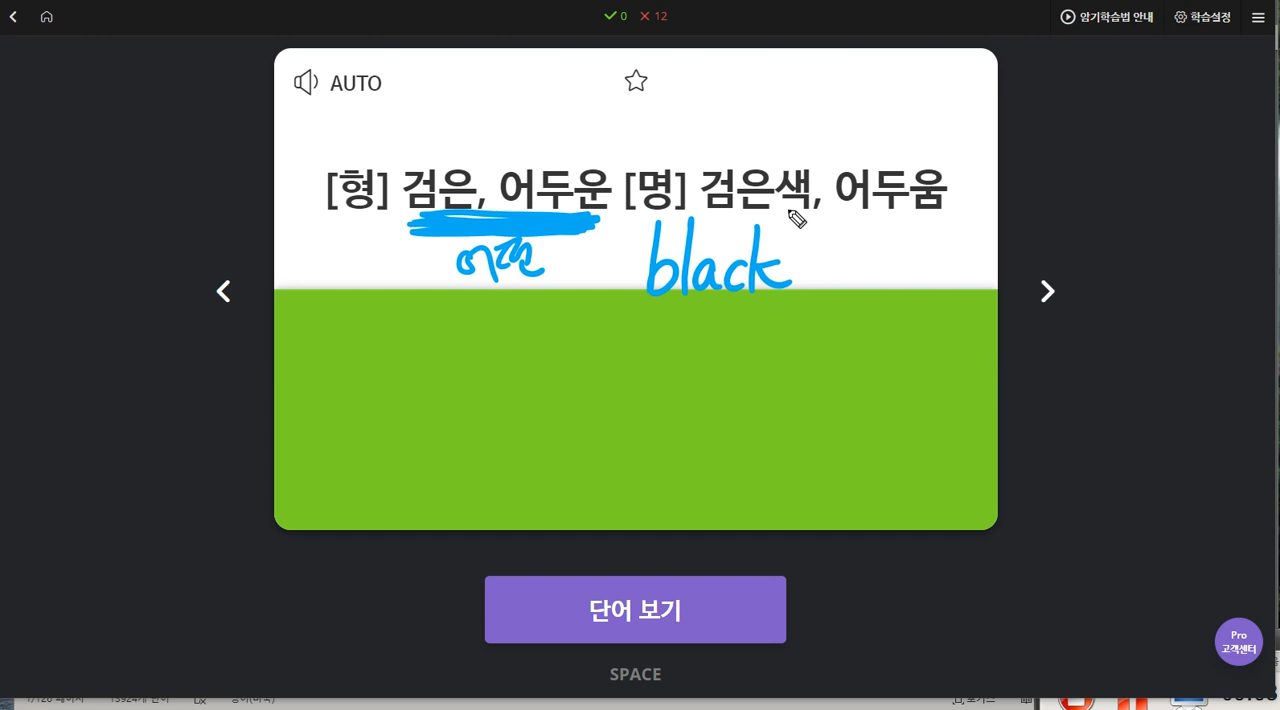 0 12 암기학습법 안내 학습설정
AUTO
[형] 검은, 어두운 [명] 검은색, 어두움
black
단어 보기
SPACE
Pro
고객센터